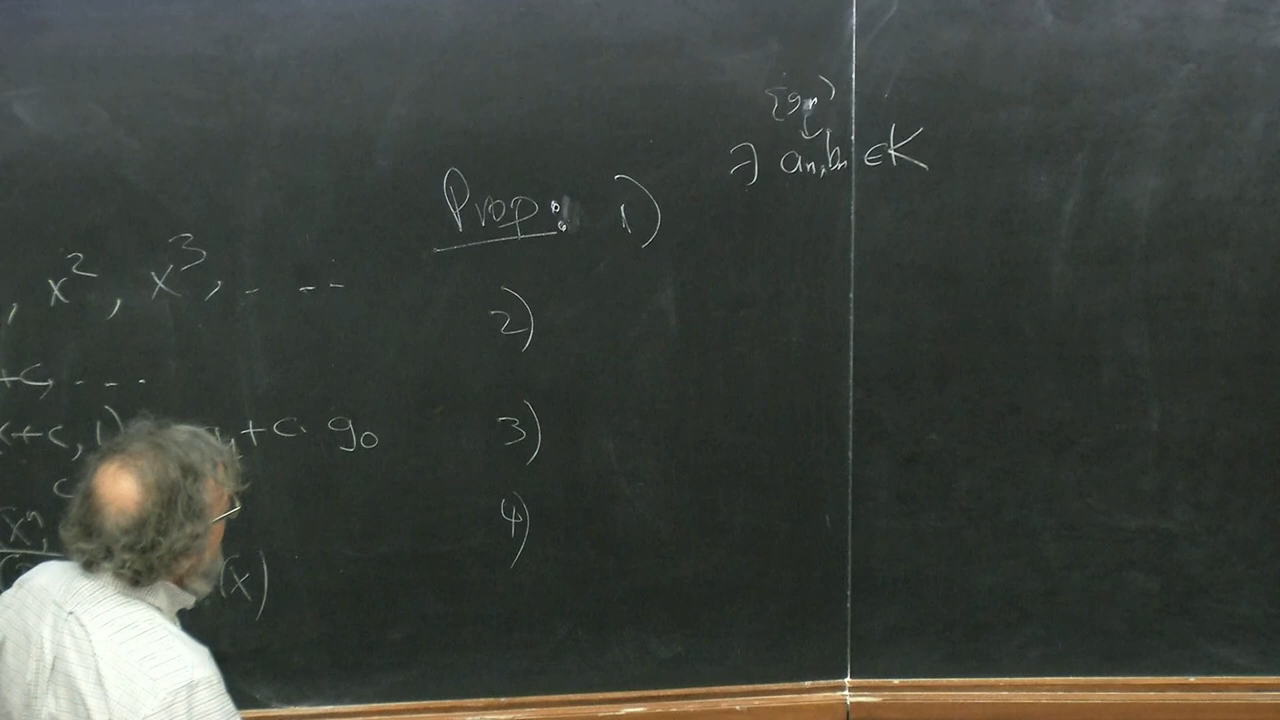 , x², x³, - -- 
+c, ---
x+c, 1) +c · g₀
(x)
Prop: 1)
2)
3)
4)
{gₙ}
∃ aₙ, bₙ ∈ K